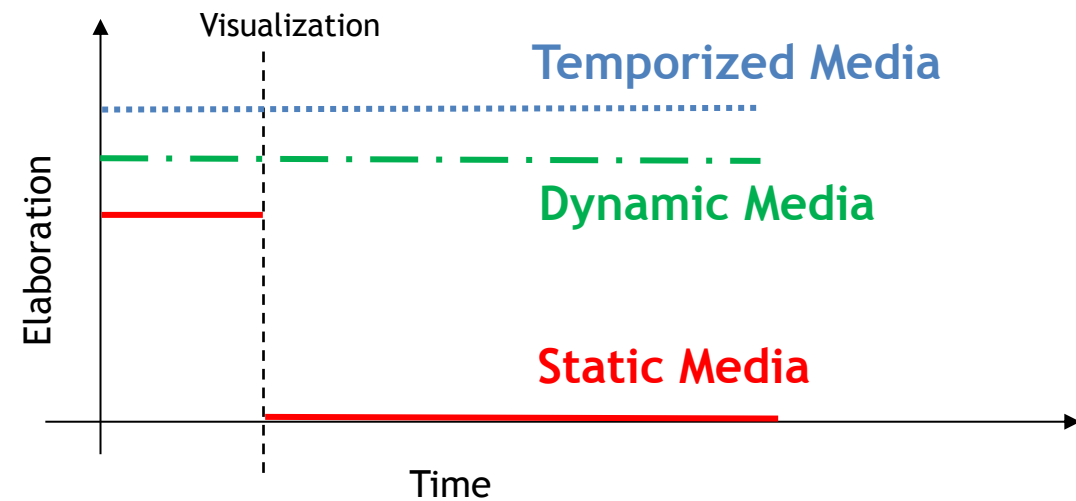 Visualization
Temporized Media
Dynamic Media
Elaboration
Static Media
Time